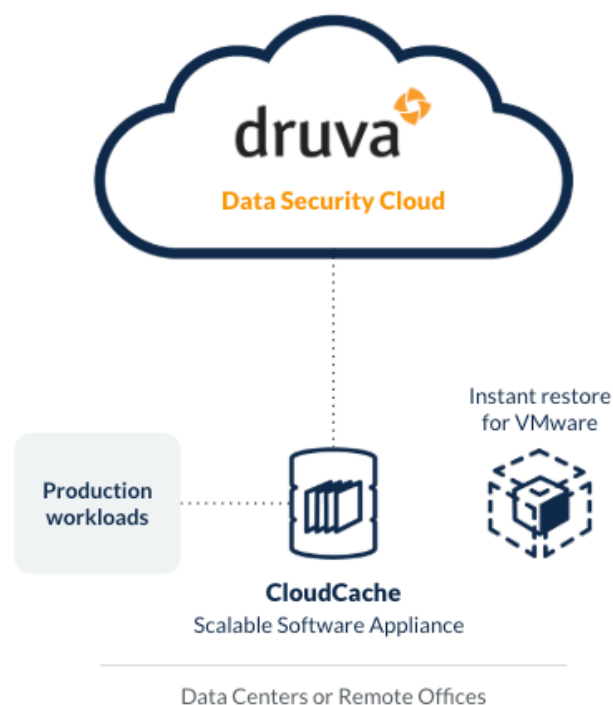 druva
Data Security Cloud
Instant restore
for VMware
Production
workloads
CloudCache
Scalable Software Appliance
Data Centers or Remote Offices